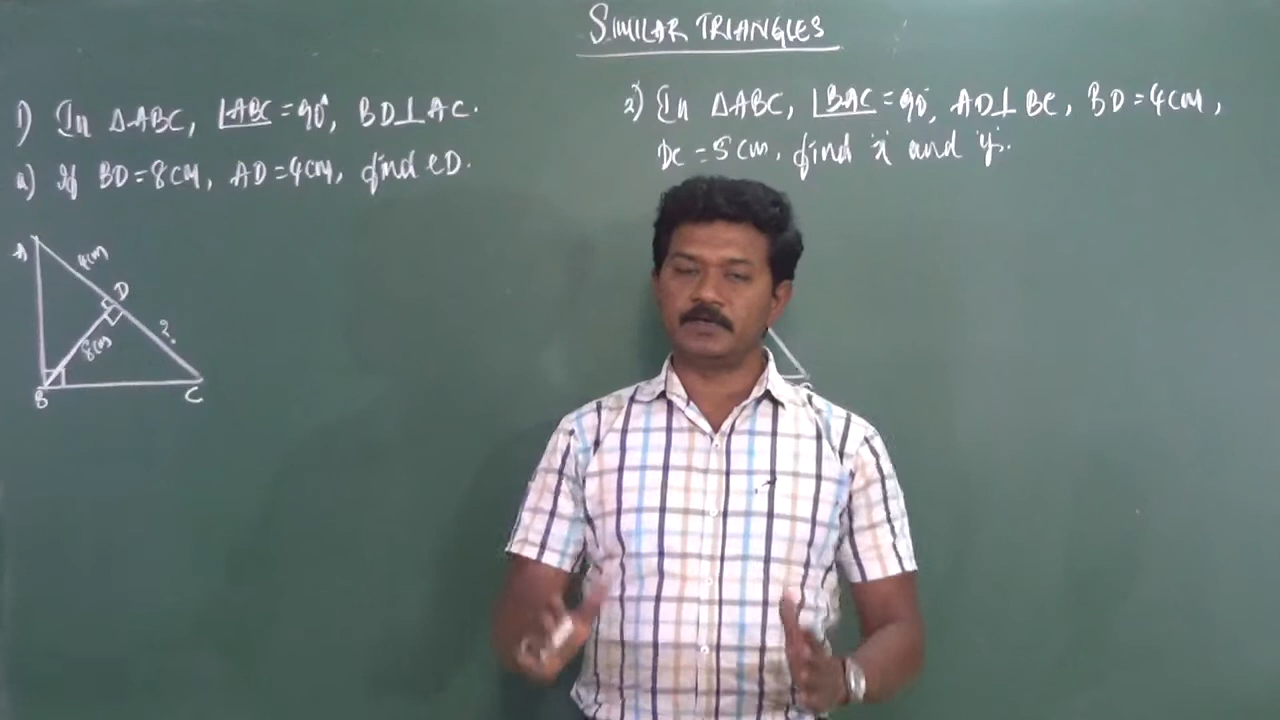 SIMILAR TRIANGLES
1) In ΔABC, ∠ABC = 90°, BD⊥AC.
a) If BD = 8cm, AD = 4cm, find CD.
A
4cm
D
8cm
?
B
C
2) In ΔABC, ∠BAC = 90°, AD⊥BC, BD = 4cm,
DC = 5cm, find 'x' and 'y'.